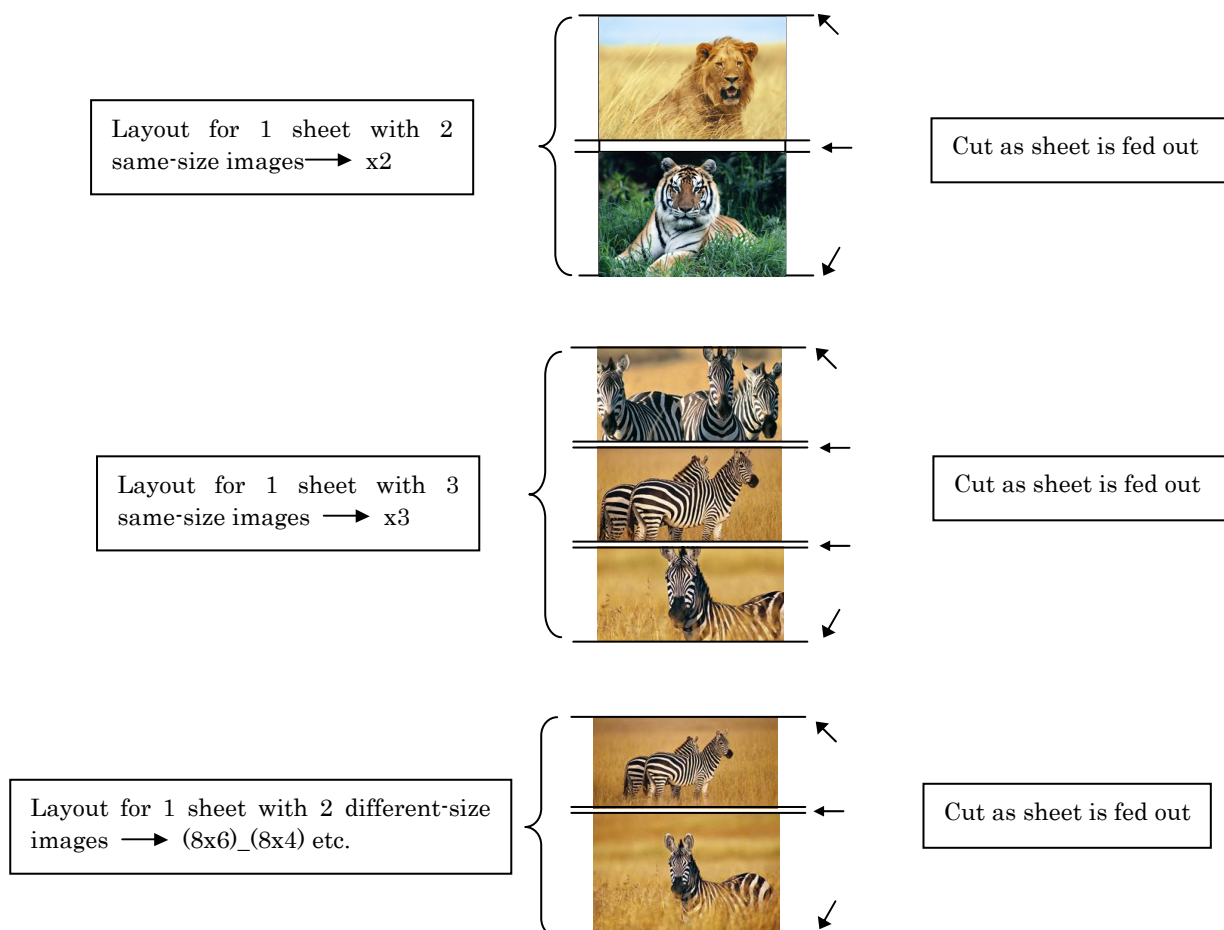 Layout for 1 sheet with 2
same-size images → x2
Cut as sheet is fed out
Layout for 1 sheet with 3
same-size images → x3
Cut as sheet is fed out
Layout for 1 sheet with 2 different-size
images → (8x6)_(8x4) etc.
Cut as sheet is fed out